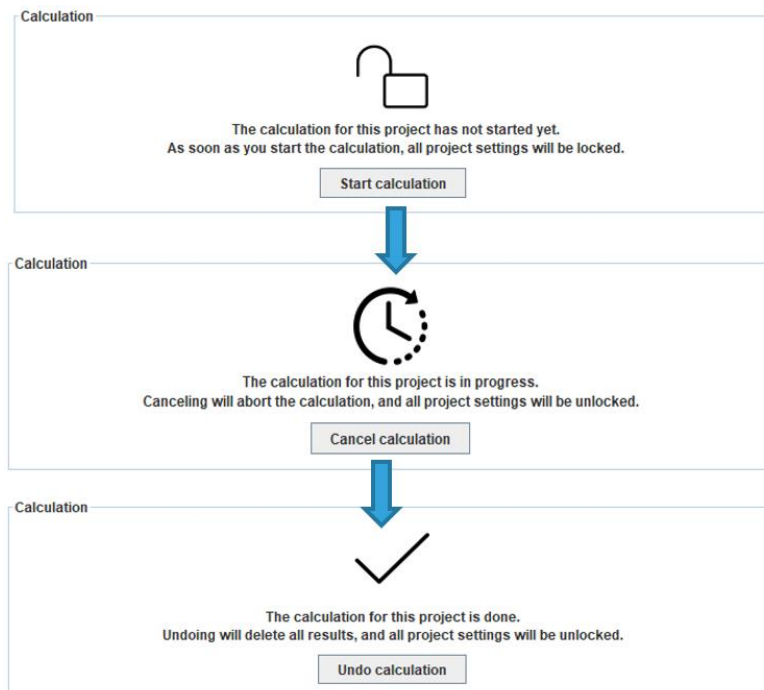 Calculation
The calculation for this project has not started yet.
As soon as you start the calculation, all project settings will be locked.
Start calculation
Calculation
The calculation for this project is in progress.
Canceling will abort the calculation, and all project settings will be unlocked.
Cancel calculation
Calculation
The calculation for this project is done.
Undoing will delete all results, and all project settings will be unlocked.
Undo calculation